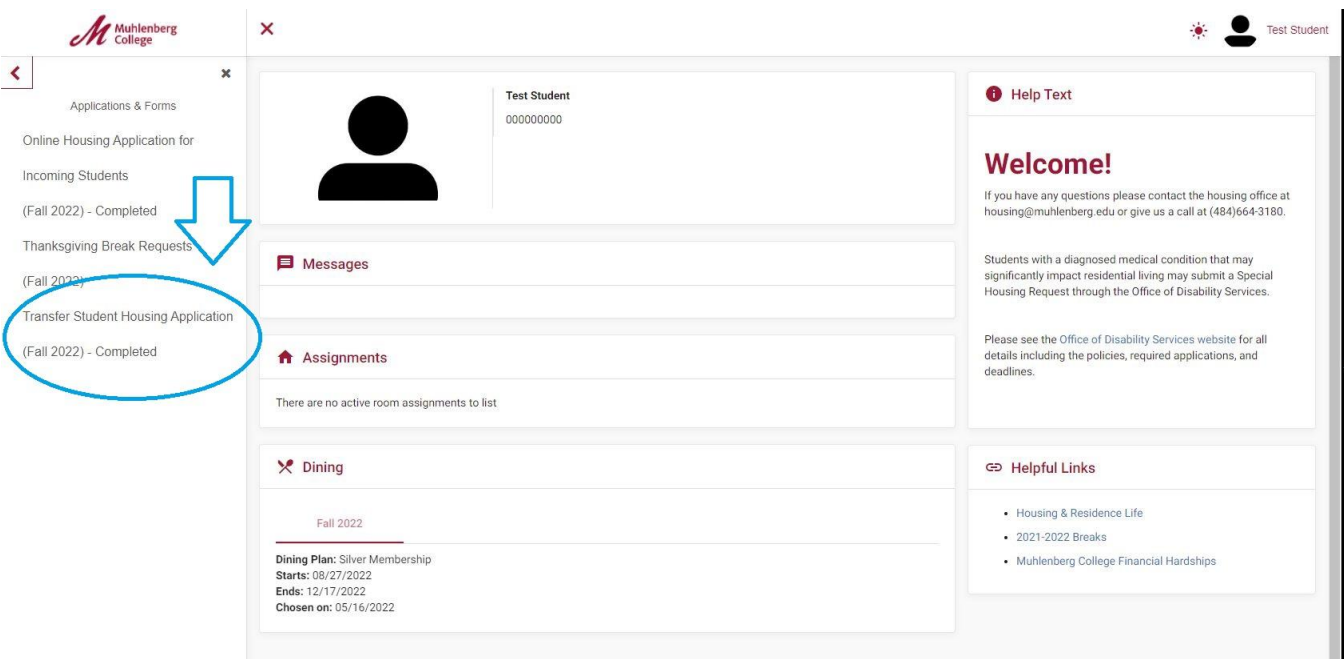 Muhlenberg
College
Test Student
Applications & Forms
Online Housing Application for
Incoming Students
(Fall 2022) - Completed
Thanksgiving Break Requests
(Fall 2022)
Transfer Student Housing Application
(Fall 2022) - Completed
Test Student
000000000
Messages
Assignments
There are no active room assignments to list
Dining
Fall 2022
Dining Plan: Silver Membership
Starts: 08/27/2022
Ends: 12/17/2022
Chosen on: 05/16/2022
Help Text
Welcome!
If you have any questions please contact the housing office at
housing@muhlenberg.edu or give us a call at (484)664-3180.
Students with a diagnosed medical condition that may
significantly impact residential living may submit a Special
Housing Request through the Office of Disability Services.
Please see the Office of Disability Services website for all
details including the policies, required applications, and
deadlines.
Helpful Links
• Housing & Residence Life
• 2021-2022 Breaks
• Muhlenberg College Financial Hardships